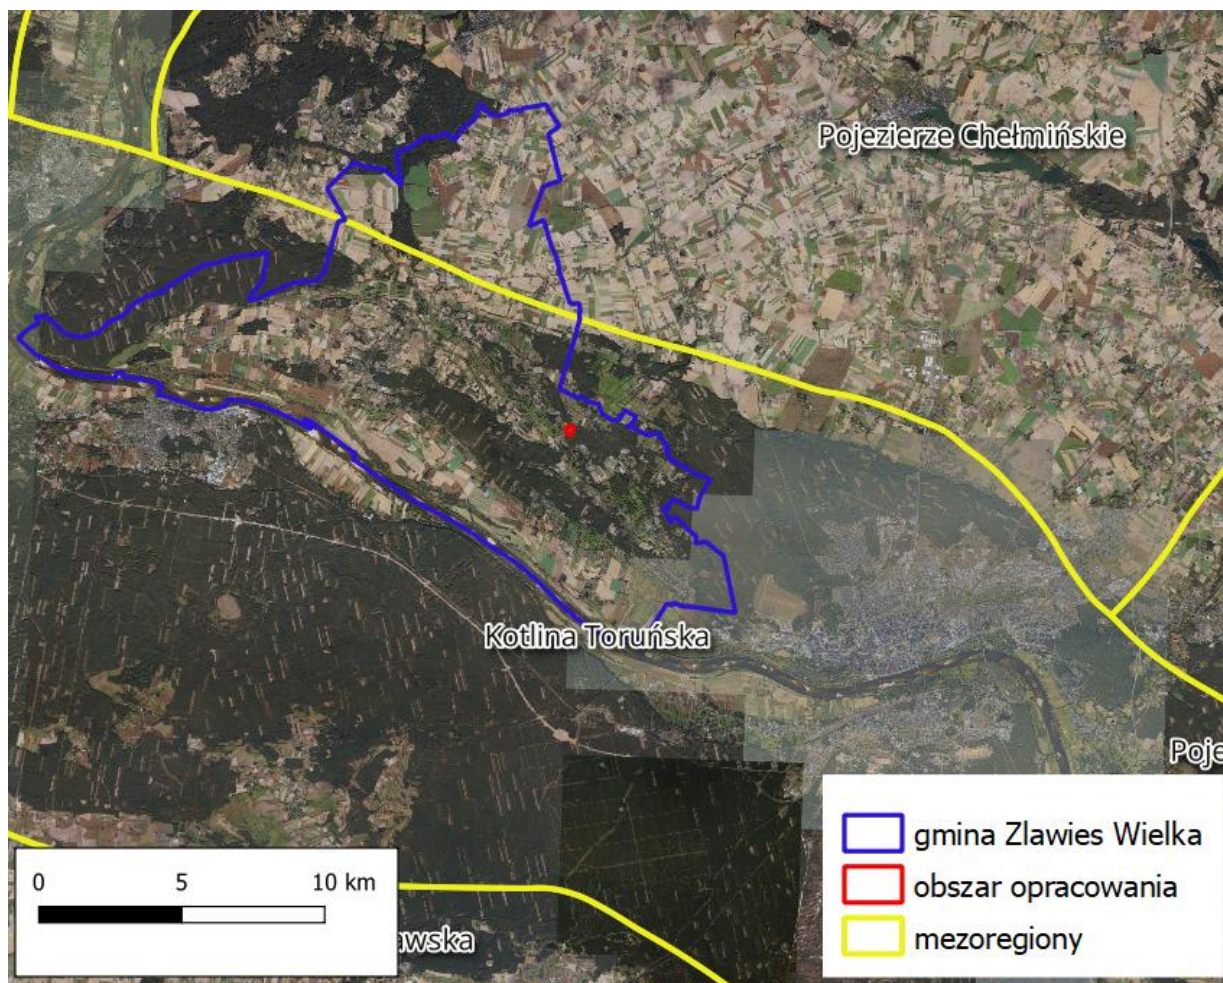 Pojezierze Chełmińskie
Kotlina Toruńska
Poje
gmina Zlawies Wielka
obszar opracowania
mezoregiony
0 5 10 km
awska